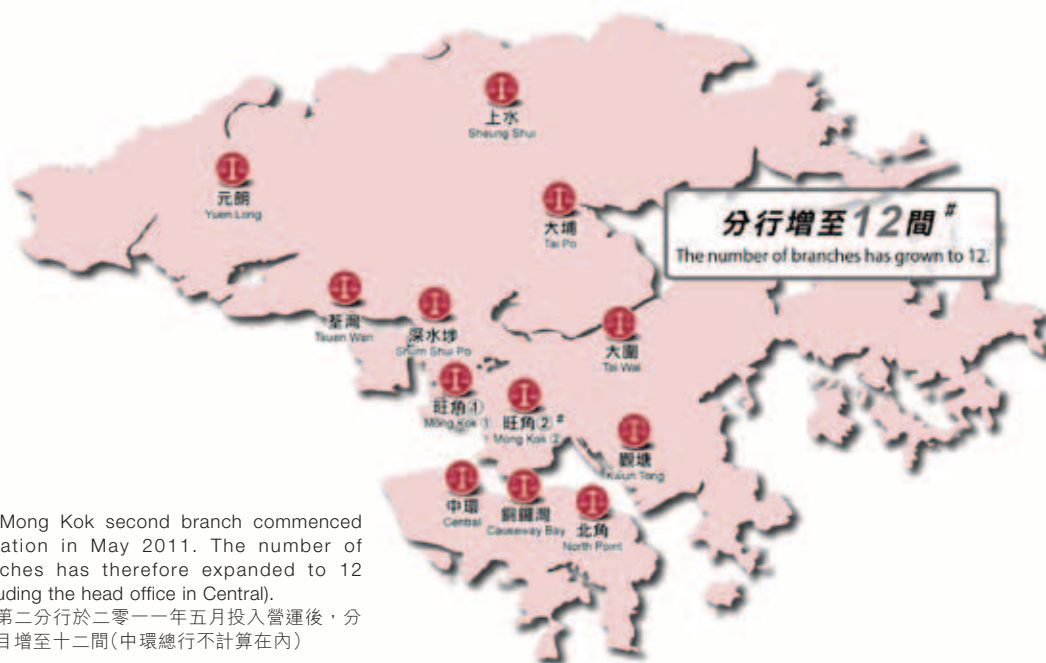 上水
Sheung Shui
元朗
Yuen Long
大埔
Tai Po
分行增至12間#
The number of branches has grown to 12.
荃灣
Tsuen Wan
深水埗
Shum Shui Po
大圍
Tai Wai
旺角①
Mong Kok ①
旺角②#
Mong Kok ②
觀塘
Kwun Tong
中環
Central
銅鑼灣
Causeway Bay
北角
North Point
Mong Kok second branch commenced
ation in May 2011. The number of
ches has therefore expanded to 12
uding the head office in Central).
第二分行於二零一一年五月投入營運後，分
目增至十二間(中環總行不計算在內)